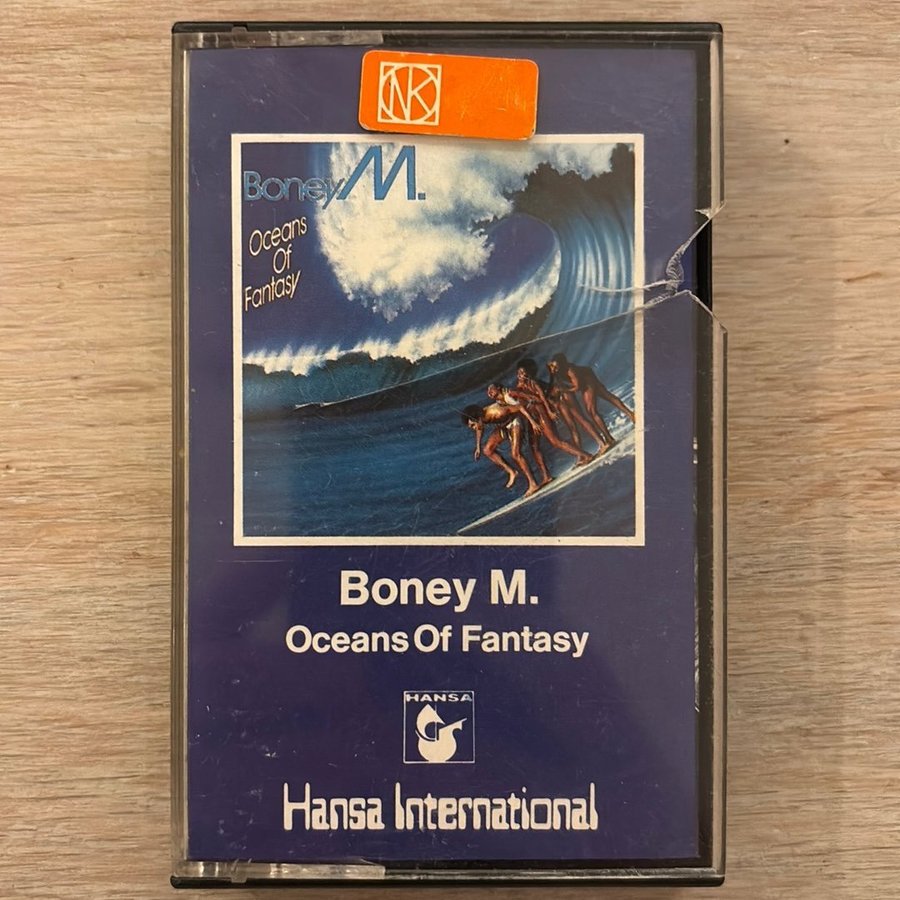 NK
Boney M.
Oceans
Of
Fantasy
Boney M.
Oceans Of Fantasy
HANSA
Hansa International